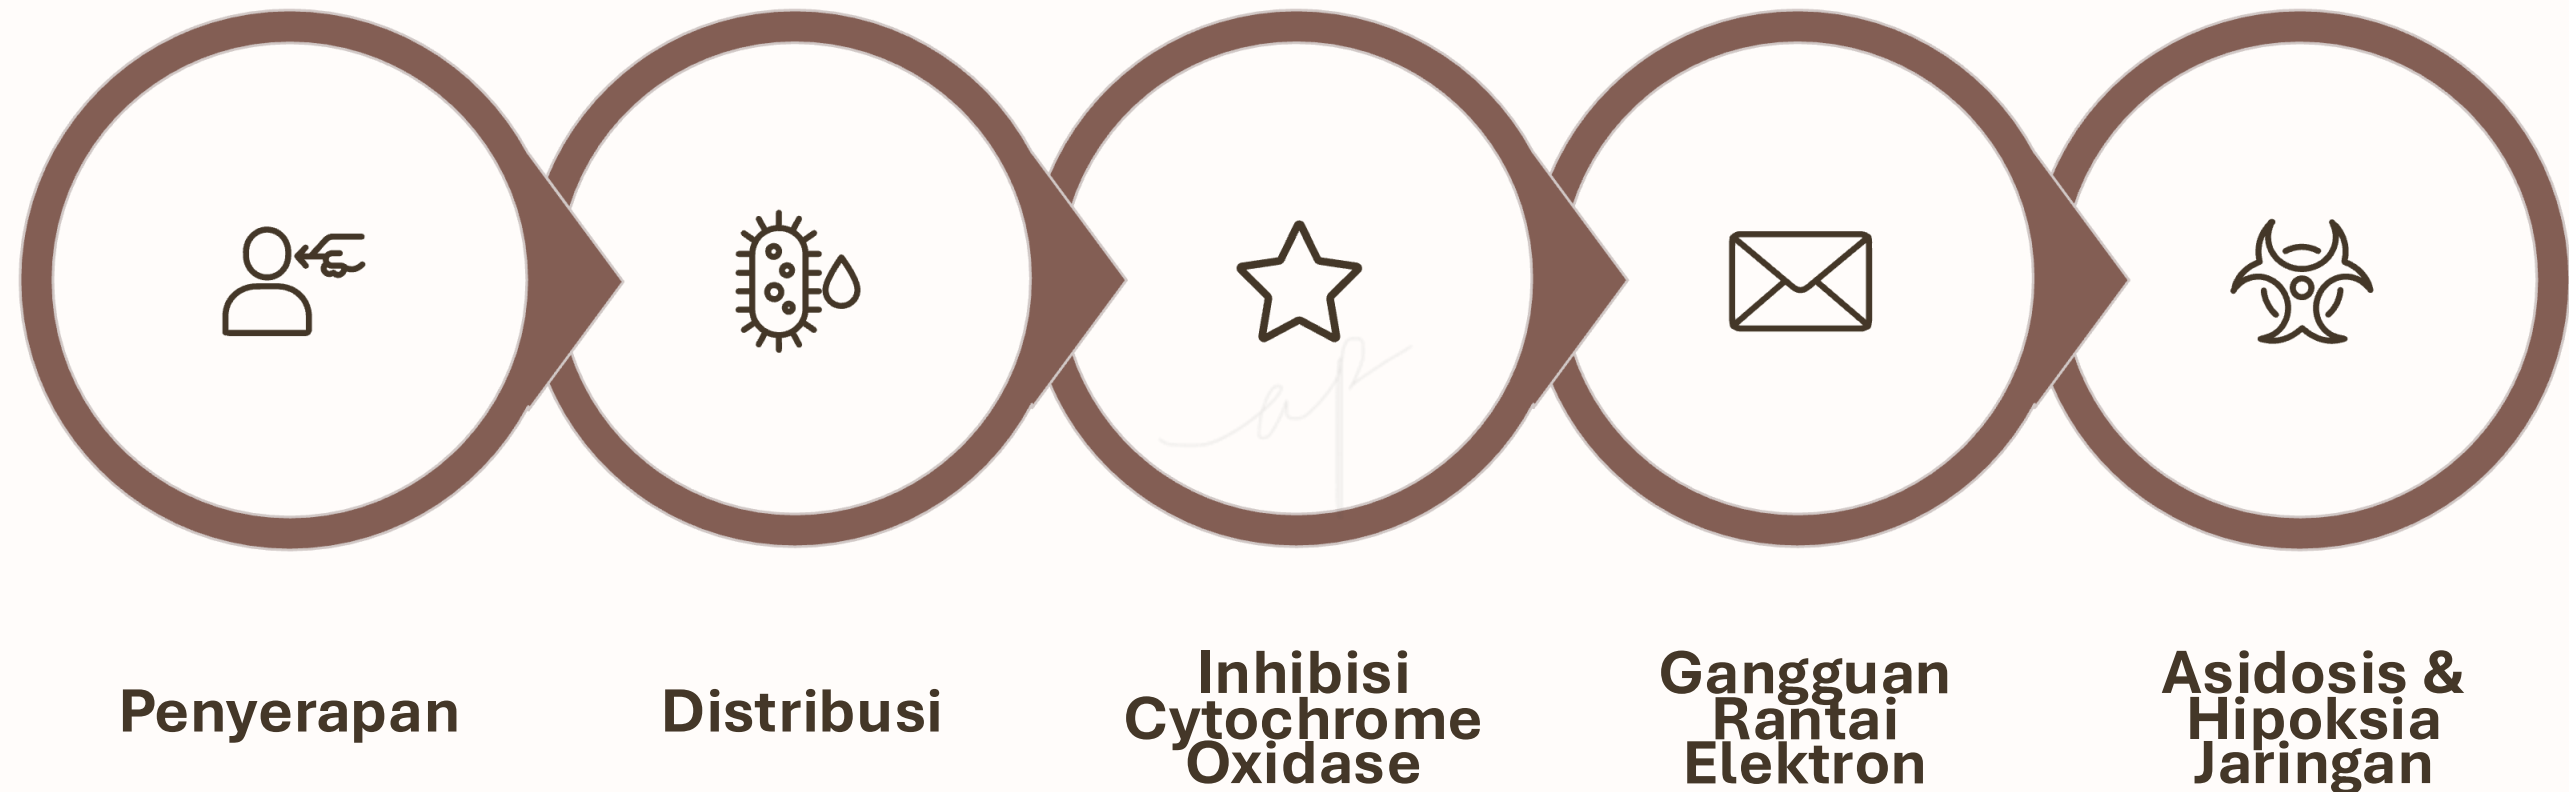 Penyerapan
Distribusi
Inhibisi
Cytochrome
Oxidase
Gangguan
Rantai
Elektron
Asidosis &
Hipoksia
Jaringan